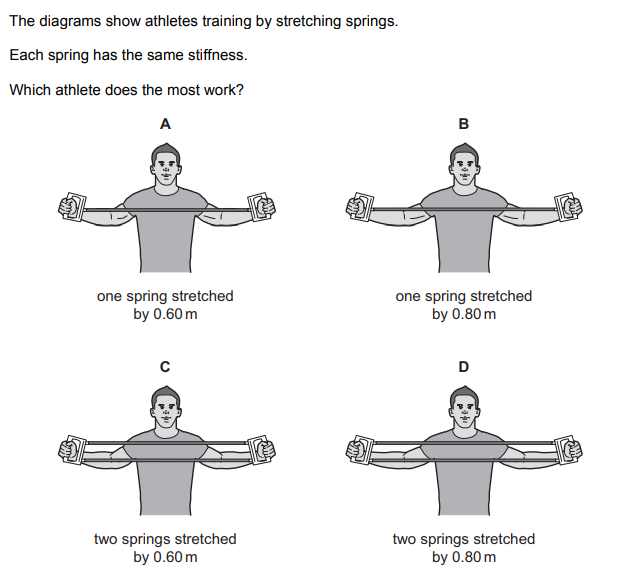 The diagrams show athletes training by stretching springs.
Each spring has the same stiffness.
Which athlete does the most work?
A
B
one spring stretched
by 0.60 m
one spring stretched
by 0.80 m
C
D
two springs stretched
by 0.60 m
two springs stretched
by 0.80 m